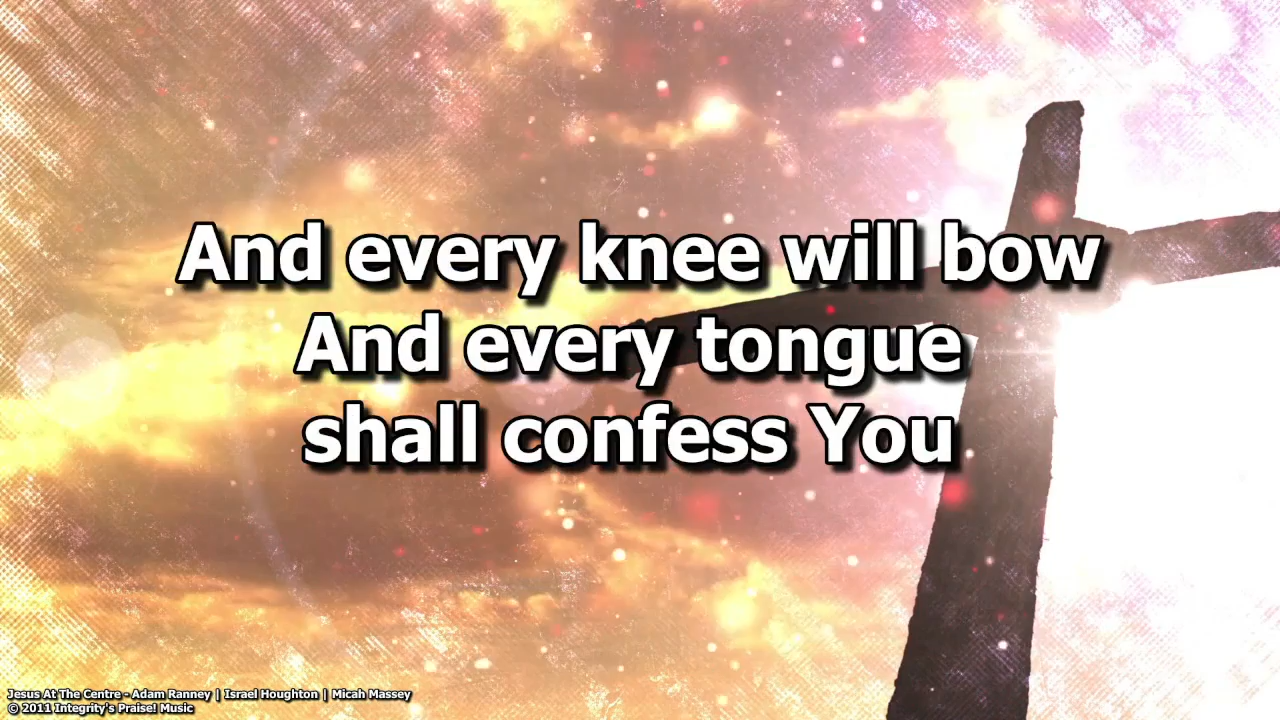 And every knee will bow
And every tongue
shall confess You
Jesus At The Centre - Adam Ranney | Israel Houghton | Micah Massey
© 2011 Integrity's Praise! Music